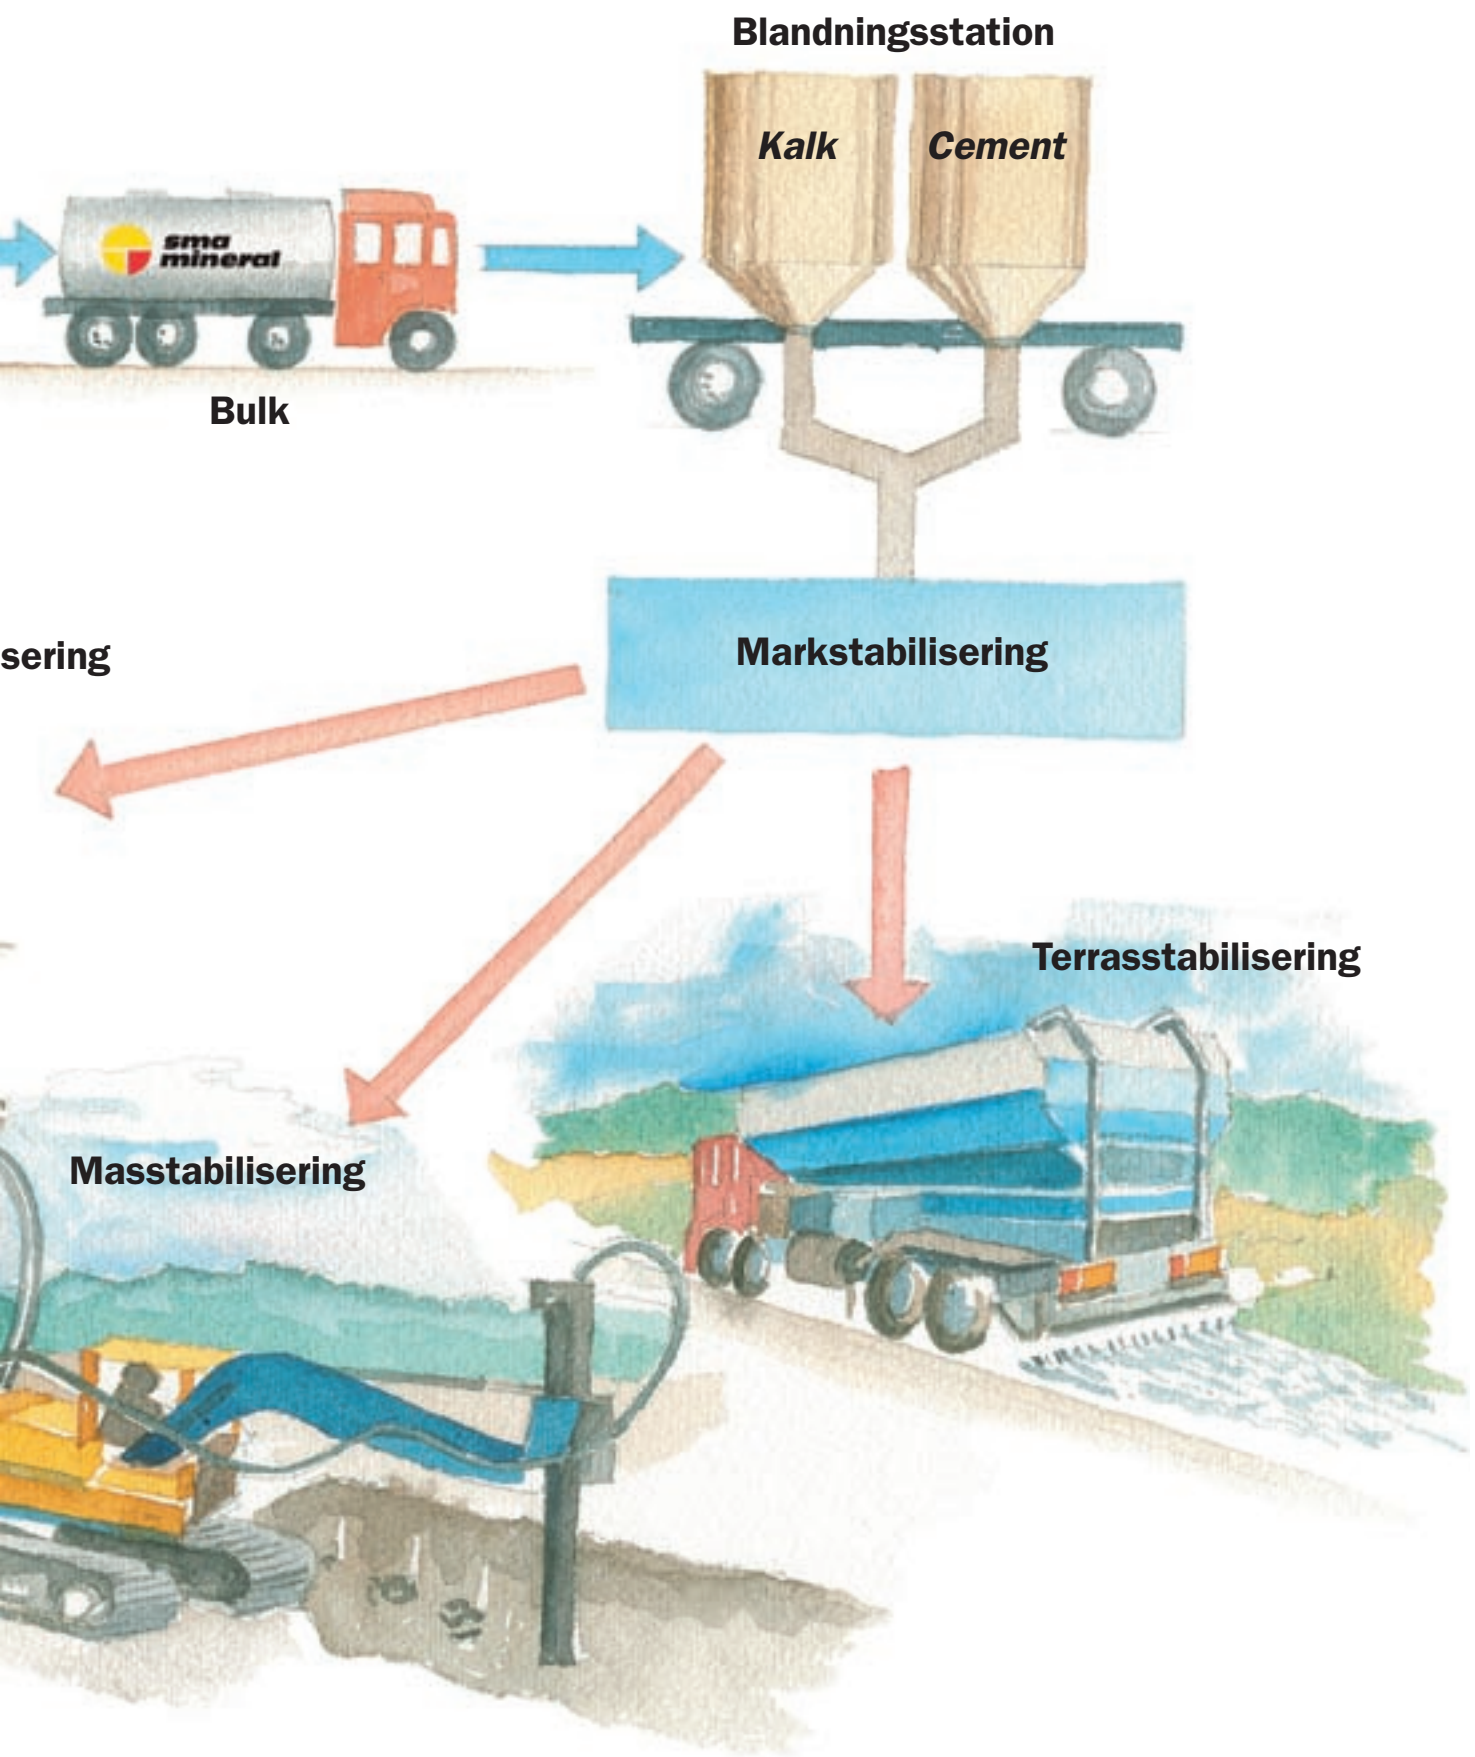 Blandningsstation
Kalk
Cement
sma
mineral
Bulk
sering
Markstabilisering
Terrasstabilisering
Masstabilisering